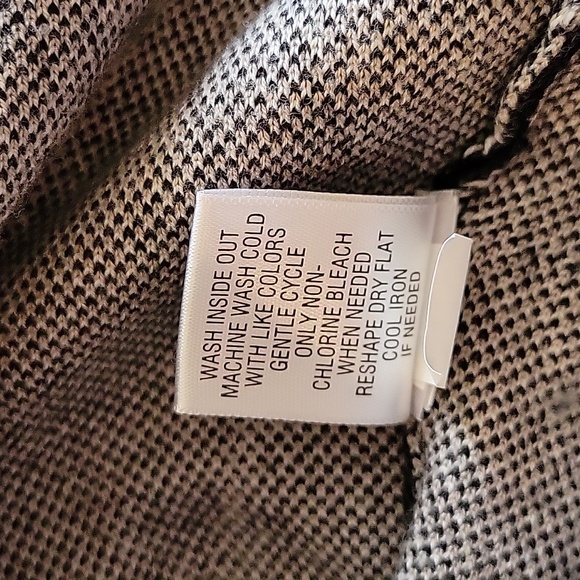 WASH INSIDE OUT
MACHINE WASH COLD
WITH LIKE COLORS
GENTLE CYCLE
ONLY NON-
CHLORINE BLEACH
WHEN NEEDED
RESHAPE DRY FLAT
COOL IRON
IF NEEDED